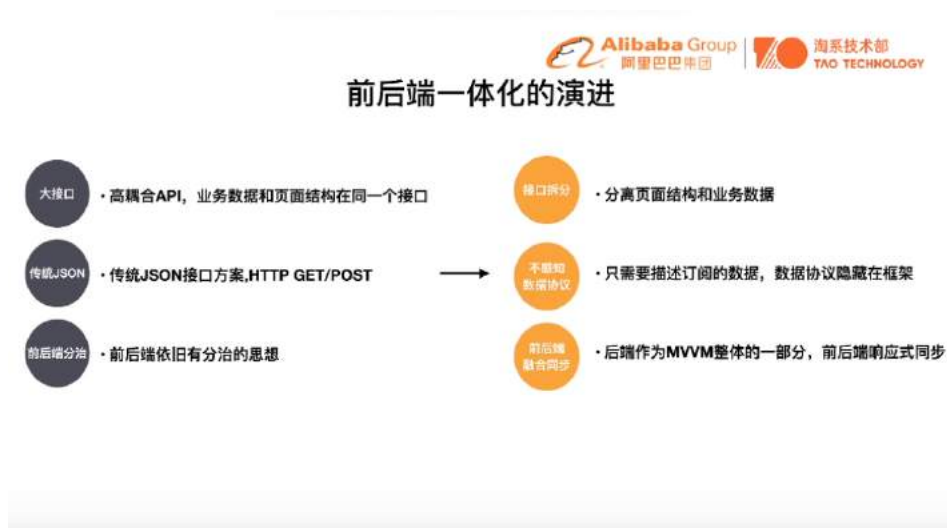 Alibaba Group
阿里巴巴集团
淘系技术部
TAO TECHNOLOGY
前后端一体化的演进
大接口
·高耦合API，业务数据和页面结构在同一个接口
接口拆分
·分离页面结构和业务数据
传统JSON
·传统JSON接口方案,HTTP GET/POST
不感知
数据协议
·只需要描述订阅的数据，数据协议隐藏在框架
前后端分治
·前后端依旧有分治的思想
前后端
融合同步
·后端作为MVVM整体的一部分，前后端响应式同步